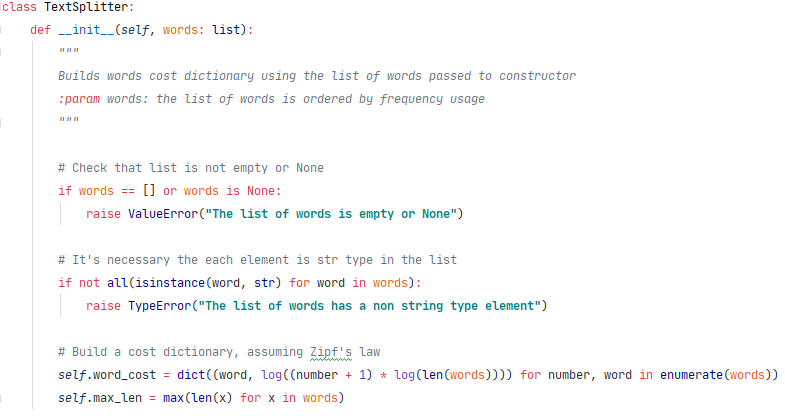 class TextSplitter:
    def __init__(self, words: list):
        """
        Builds words cost dictionary using the list of words passed to constructor
        :param words: the list of words is ordered by frequency usage
        """
        # Check that list is not empty or None
        if words == [] or words is None:
            raise ValueError("The list of words is empty or None")
        # It's necessary the each element is str type in the list
        if not all(isinstance(word, str) for word in words):
            raise TypeError("The list of words has a non string type element")
        # Build a cost dictionary, assuming Zipf's law
        self.word_cost = dict((word, log((number + 1) * log(len(words)))) for number, word in enumerate(words))
        self.max_len = max(len(x) for x in words)